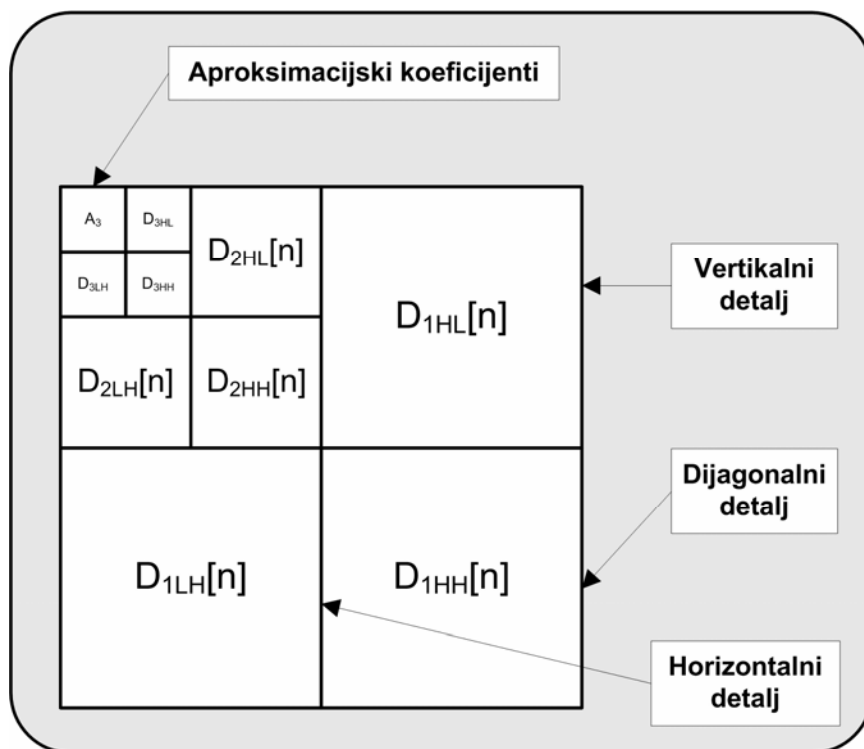 Aproksimacijski koeficijenti
A₃
D₃HL
D₂HL[n]
D₃LH
D₃HH
D₁HL[n]
Vertikalni
detalj
D₂LH[n]
D₂HH[n]
Dijagonalni
detalj
D₁LH[n]
D₁HH[n]
Horizontalni
detalj